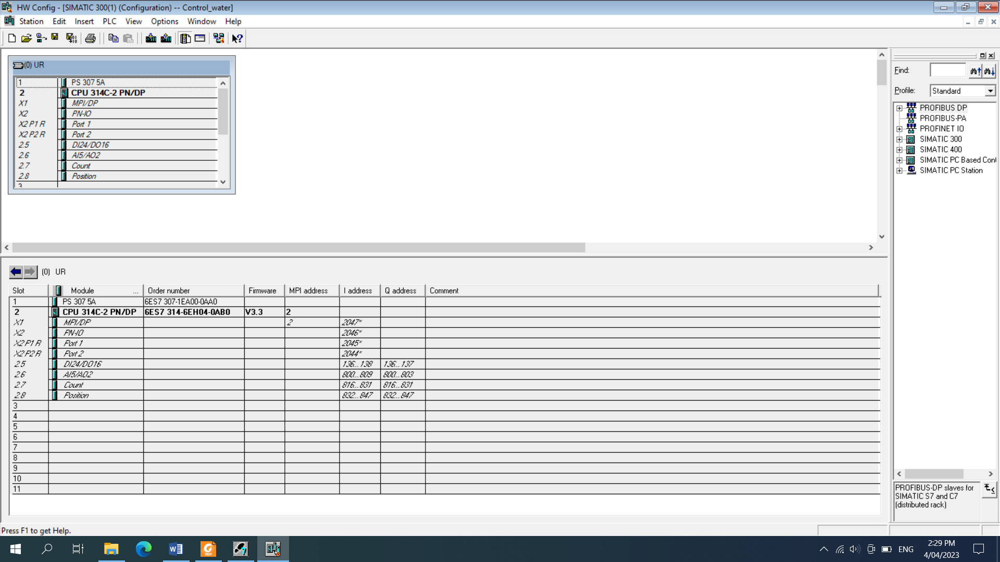 HW Config - [SIMATIC 300(1) (Configuration) -- Control_water]
Station Edit Insert PLC View Options Window Help
(0) UR
1 PS 307 5A
2 CPU 314C-2 PN/DP
X1 MPI/DP
X2 PN-IO
X2 P1 R Port 1
X2 P2 R Port 2
2.5 DI24/DO16
2.6 AI5/AO2
2.7 Count
2.8 Position
3
Find:
Profile: Standard
PROFIBUS DP
PROFIBUS-PA
PROFINET IO
SIMATIC 300
SIMATIC 400
SIMATIC PC Based Cont
SIMATIC PC Station
(0) UR
Slot Module ... Order number Firmware MPI address I address Q address Comment
1 PS 307 5A 6ES7 307-1EA00-0AA0
2 CPU 314C-2 PN/DP 6ES7 314-6EH04-0AB0 V3.3 2
X1 MPI/DP 2 2047*
X2 PN-IO 2046*
X2 P1 R Port 1 2045*
X2 P2 R Port 2 2044*
2.5 DI24/DO16 136...138 136...137
2.6 AI5/AO2 800...809 800...803
2.7 Count 816...831 816...831
2.8 Position 832...847 832...847
3
4
5
6
7
8
9
10
11
PROFIBUS-DP slaves for
SIMATIC S7 and C7
(distributed rack)
Press F1 to get Help.
ENG
2:29 PM
4/04/2023